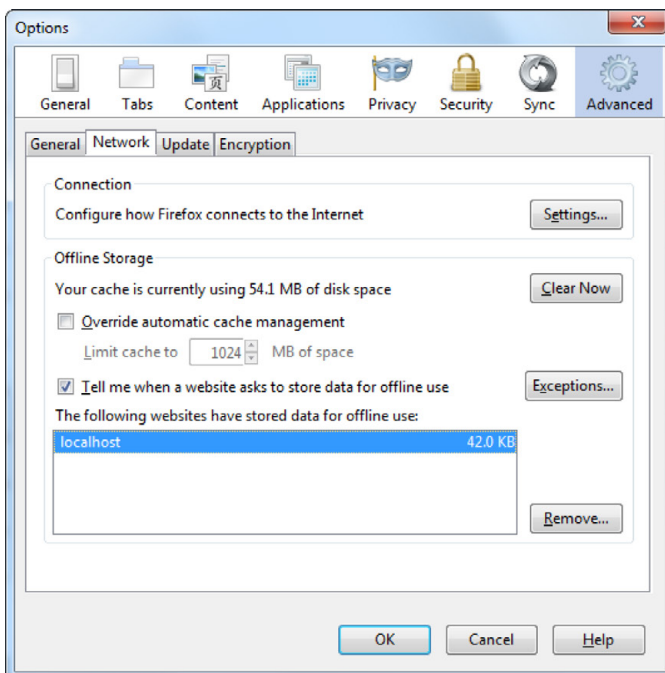 Options
General Tabs Content Applications Privacy Security Sync Advanced
General Network Update Encryption
Connection
Configure how Firefox connects to the Internet Settings...
Offline Storage
Your cache is currently using 54.1 MB of disk space Clear Now
Override automatic cache management
Limit cache to 1024 MB of space
Tell me when a website asks to store data for offline use Exceptions...
The following websites have stored data for offline use:
localhost 42.0 KB
Remove...
OK Cancel Help